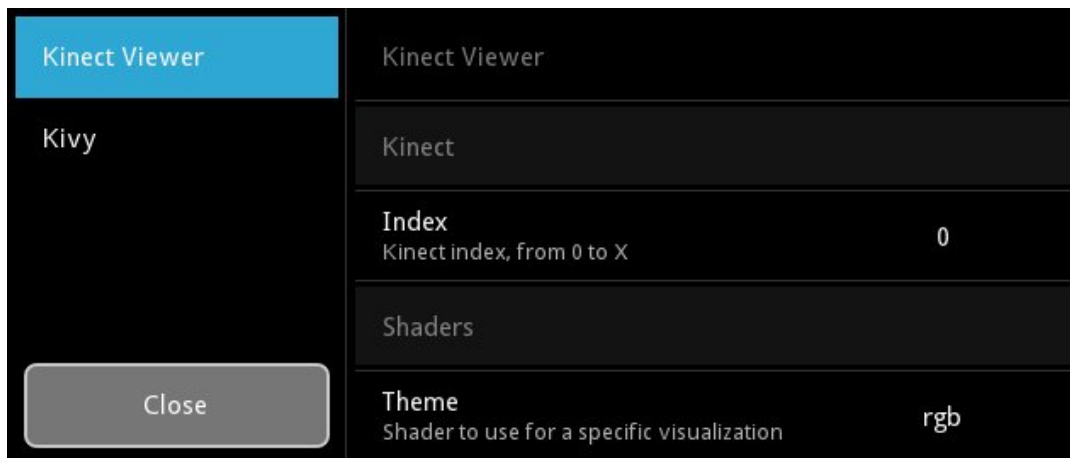 Kinect Viewer
Kivy
Close
Kinect Viewer
Kinect
Index
Kinect index, from 0 to X
0
Shaders
Theme
Shader to use for a specific visualization
rgb